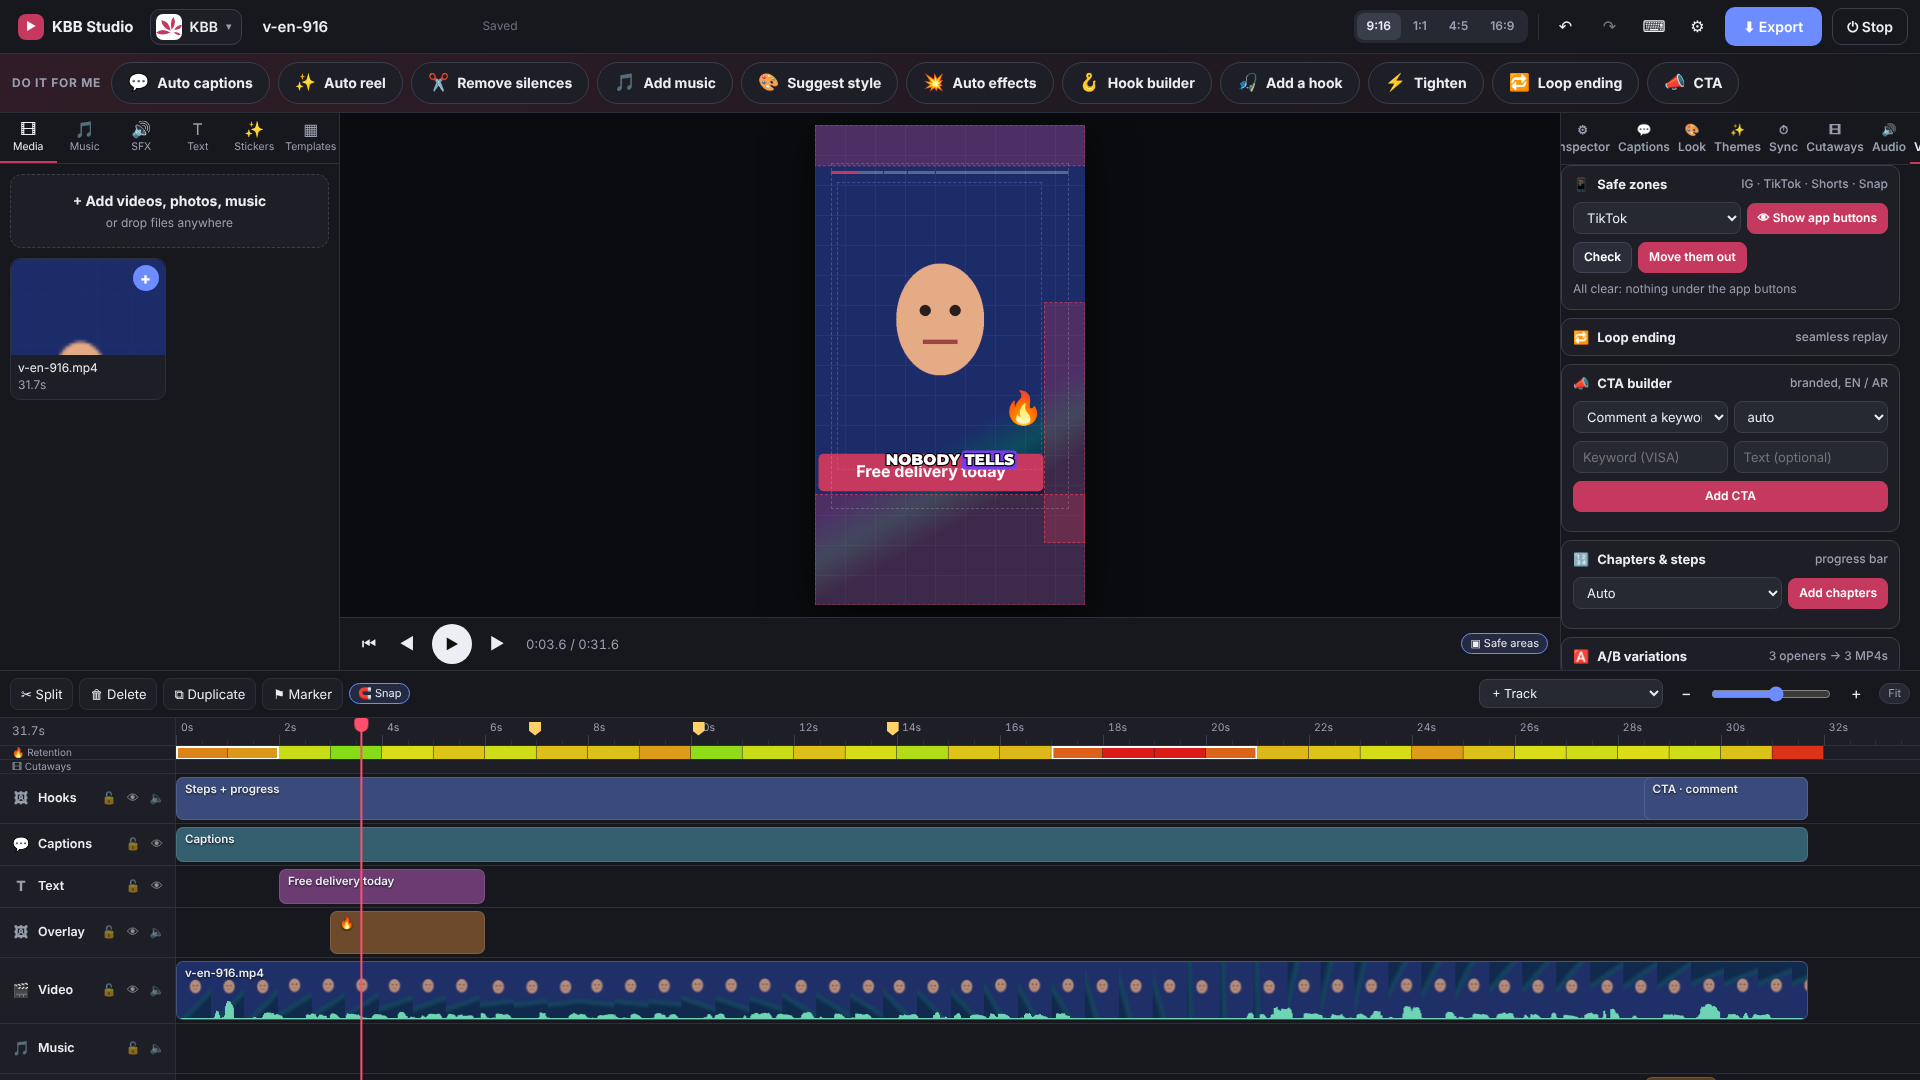 KBB Studio
KBB
v-en-916
Saved
9:16
1:1
4:5
16:9
Export
Stop
DO IT FOR ME
Auto captions
Auto reel
Remove silences
Add music
Suggest style
Auto effects
Hook builder
Add a hook
Tighten
Loop ending
CTA
Media
Music
SFX
Text
Stickers
Templates
+ Add videos, photos, music
or drop files anywhere
v-en-916.mp4
31.7s
NOBODY TELLS
Free delivery today
0:03.6 / 0:31.6
Safe areas
nspector
Captions
Look
Themes
Sync
Cutaways
Audio
Safe zones
IG · TikTok · Shorts · Snap
TikTok
Show app buttons
Check
Move them out
All clear: nothing under the app buttons
Loop ending
seamless replay
CTA builder
branded, EN / AR
Comment a keywor
auto
Keyword (VISA)
Text (optional)
Add CTA
Chapters & steps
progress bar
Auto
Add chapters
A/B variations
3 openers → 3 MP4s
Split
Delete
Duplicate
Marker
Snap
+ Track
Fit
31.7s
0s
2s
4s
6s
8s
0s
12s
14s
16s
18s
20s
22s
24s
26s
28s
30s
32s
Retention
Cutaways
Hooks
Steps + progress
CTA · comment
Captions
Captions
Text
Free delivery today
Overlay
Video
v-en-916.mp4
Music